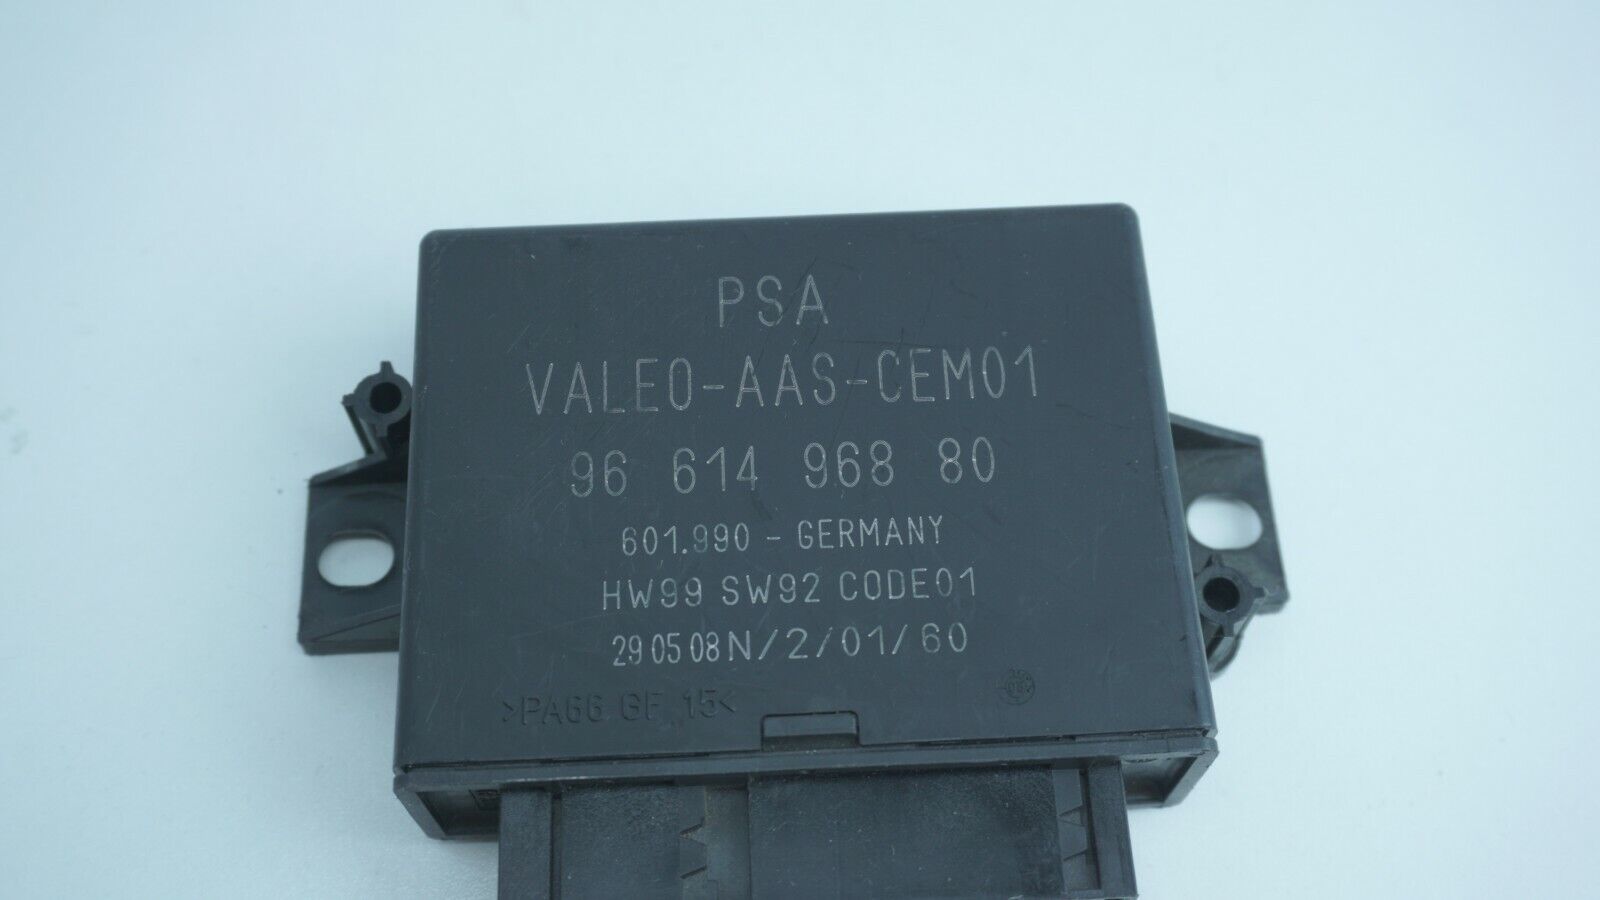 PSA
VALEO-AAS-CEM01
96 614 968 80
601.990 - GERMANY
HW99 SW92 CODE01
29 05 08 N/2/01/60
>PA66 GF 15<